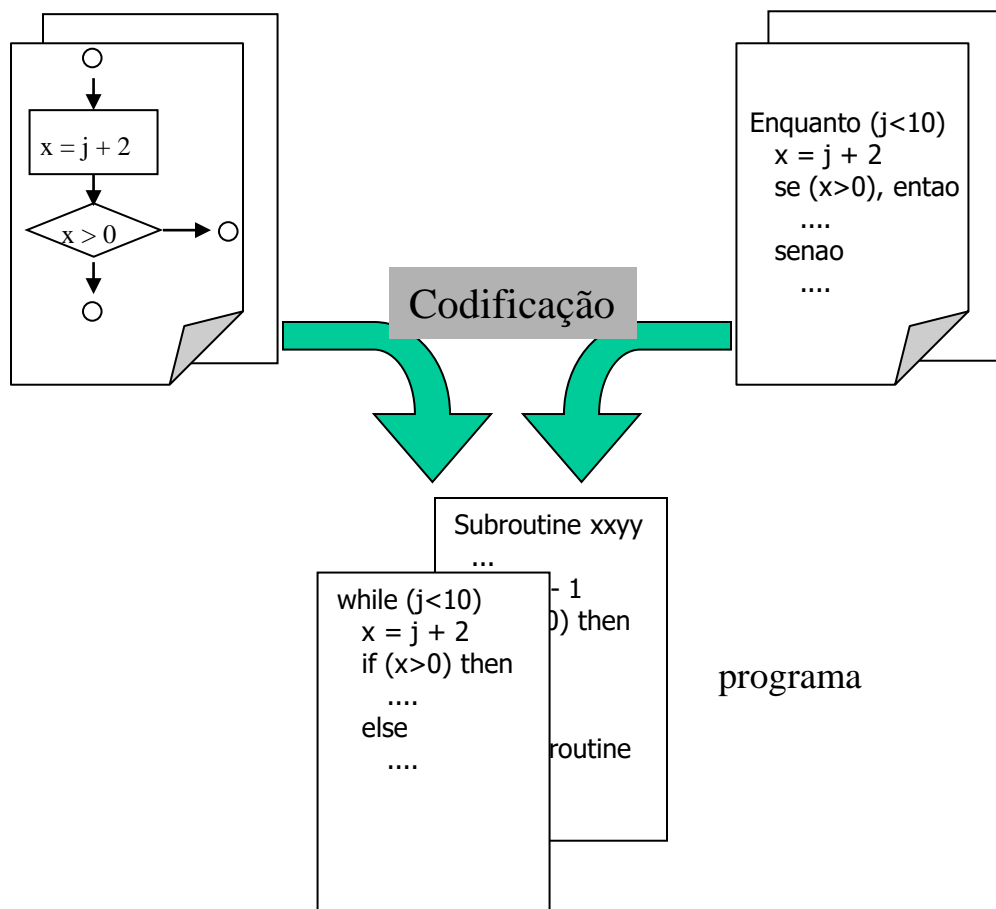 x = j + 2
x > 0
Enquanto (j<10)
x = j + 2
se (x>0), entao
....
senao
....
Codificação
Subroutine xxyy
...
- 1
0) then
routine
while (j<10)
x = j + 2
if (x>0) then
....
else
....
programa